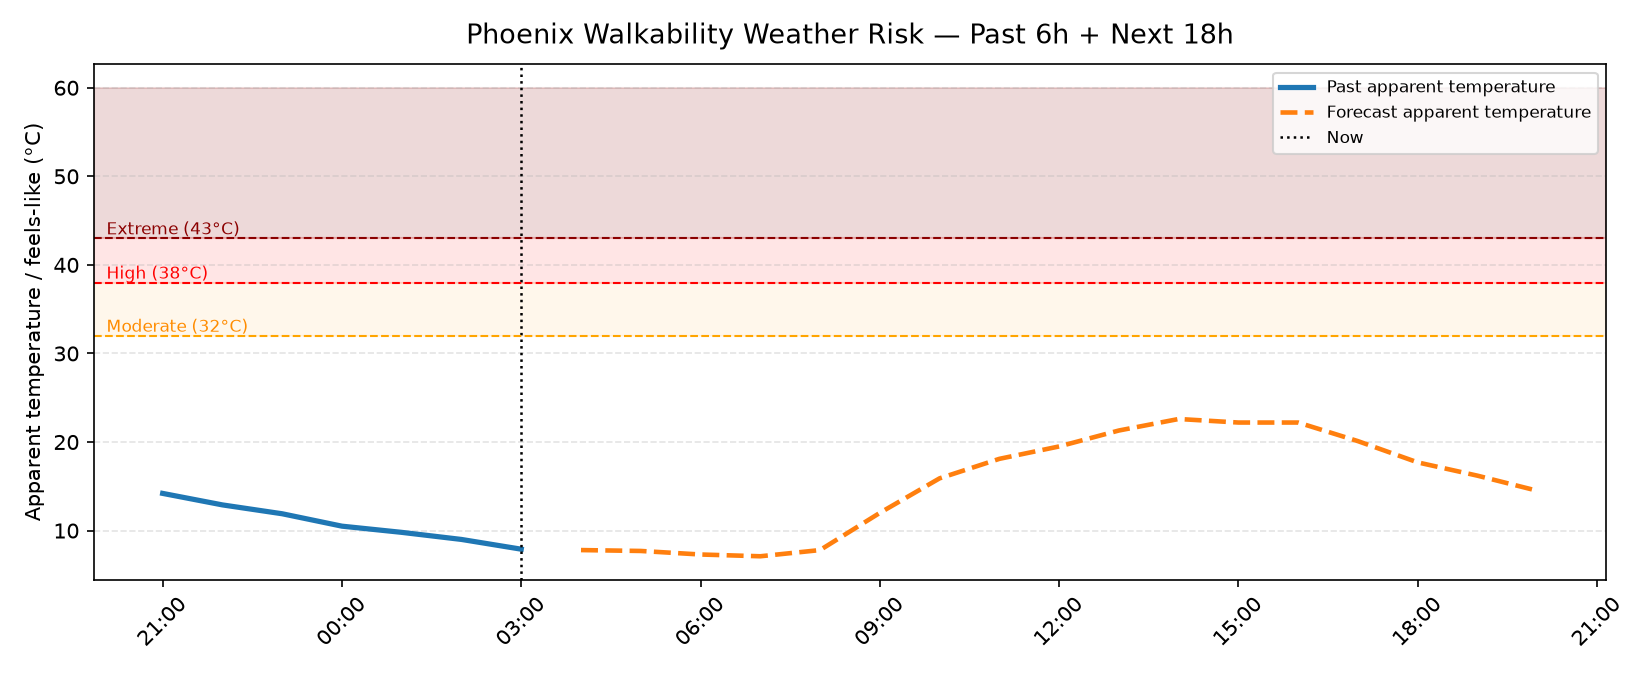 Phoenix Walkability Weather Risk — Past 6h + Next 18h
Apparent temperature / feels-like (°C)
60
50
40
30
20
10
Past apparent temperature
Forecast apparent temperature
Now
Extreme (43°C)
High (38°C)
Moderate (32°C)
21:00
00:00
03:00
06:00
09:00
12:00
15:00
18:00
21:00